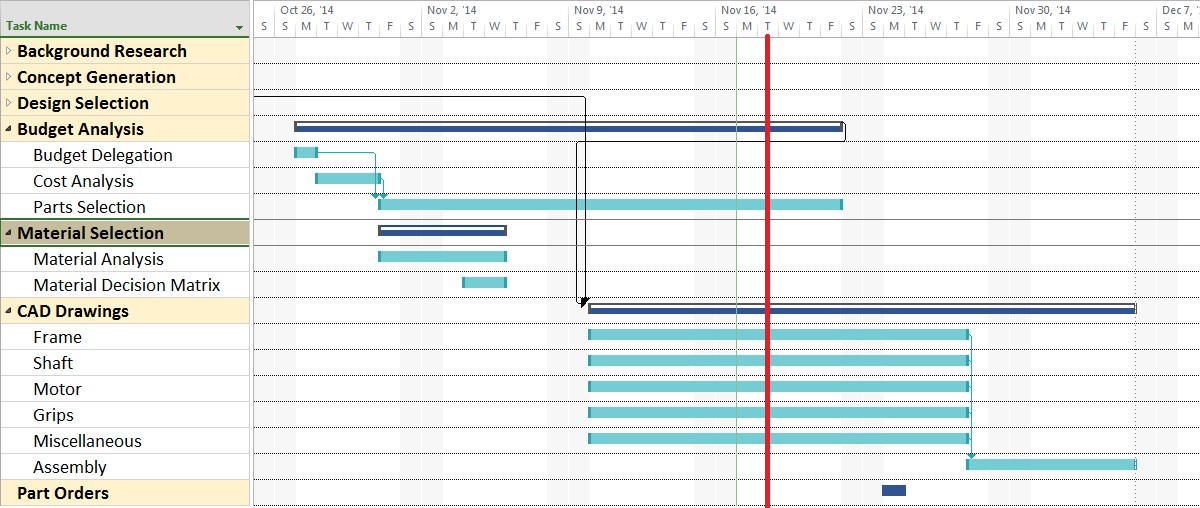 Oct 26, '14 Nov 2, '14 Nov 9, '14 Nov 16, '14 Nov 23, '14 Nov 30, '14 Dec 7, '
Task Name S S M T W T F S S M T W T F S S M T W T F S S M T W T F S S M T W T F S S M T W T F S S M
Background Research
Concept Generation
Design Selection
Budget Analysis
Budget Delegation
Cost Analysis
Parts Selection
Material Selection
Material Analysis
Material Decision Matrix
CAD Drawings
Frame
Shaft
Motor
Grips
Miscellaneous
Assembly
Part Orders